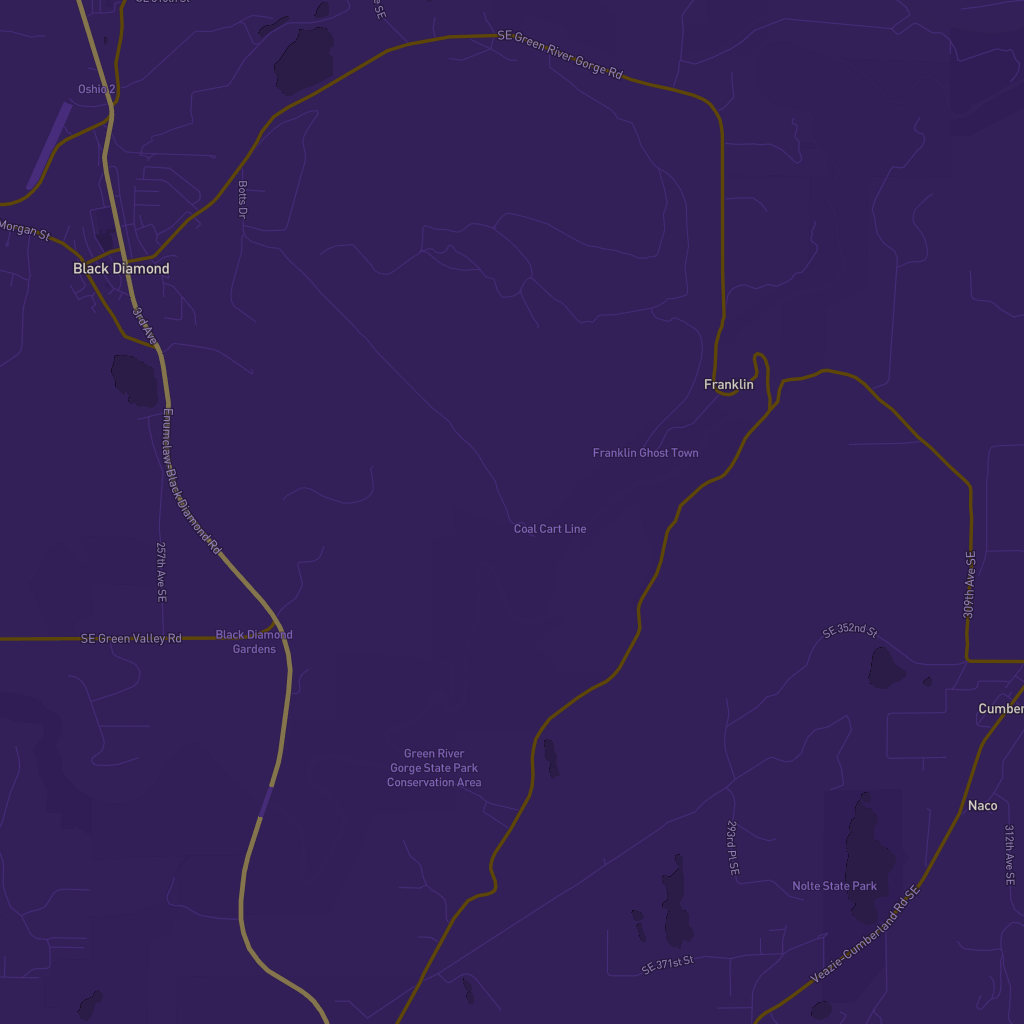 SE Green River Gorge Rd
Oshio 2
Botts Dr
Morgan St
Black Diamond
3rd Ave
Franklin
Enumclaw-Black Diamond Rd
Franklin Ghost Town
Coal Cart Line
257th Ave SE
309th Ave SE
SE 352nd St
SE Green Valley Rd
Black Diamond
Gardens
Cumber
Green River
Gorge State Park
Conservation Area
Naco
293rd Pl SE
312th Ave SE
Nolte State Park
Veazie-Cumberland Rd SE
SE 371st St